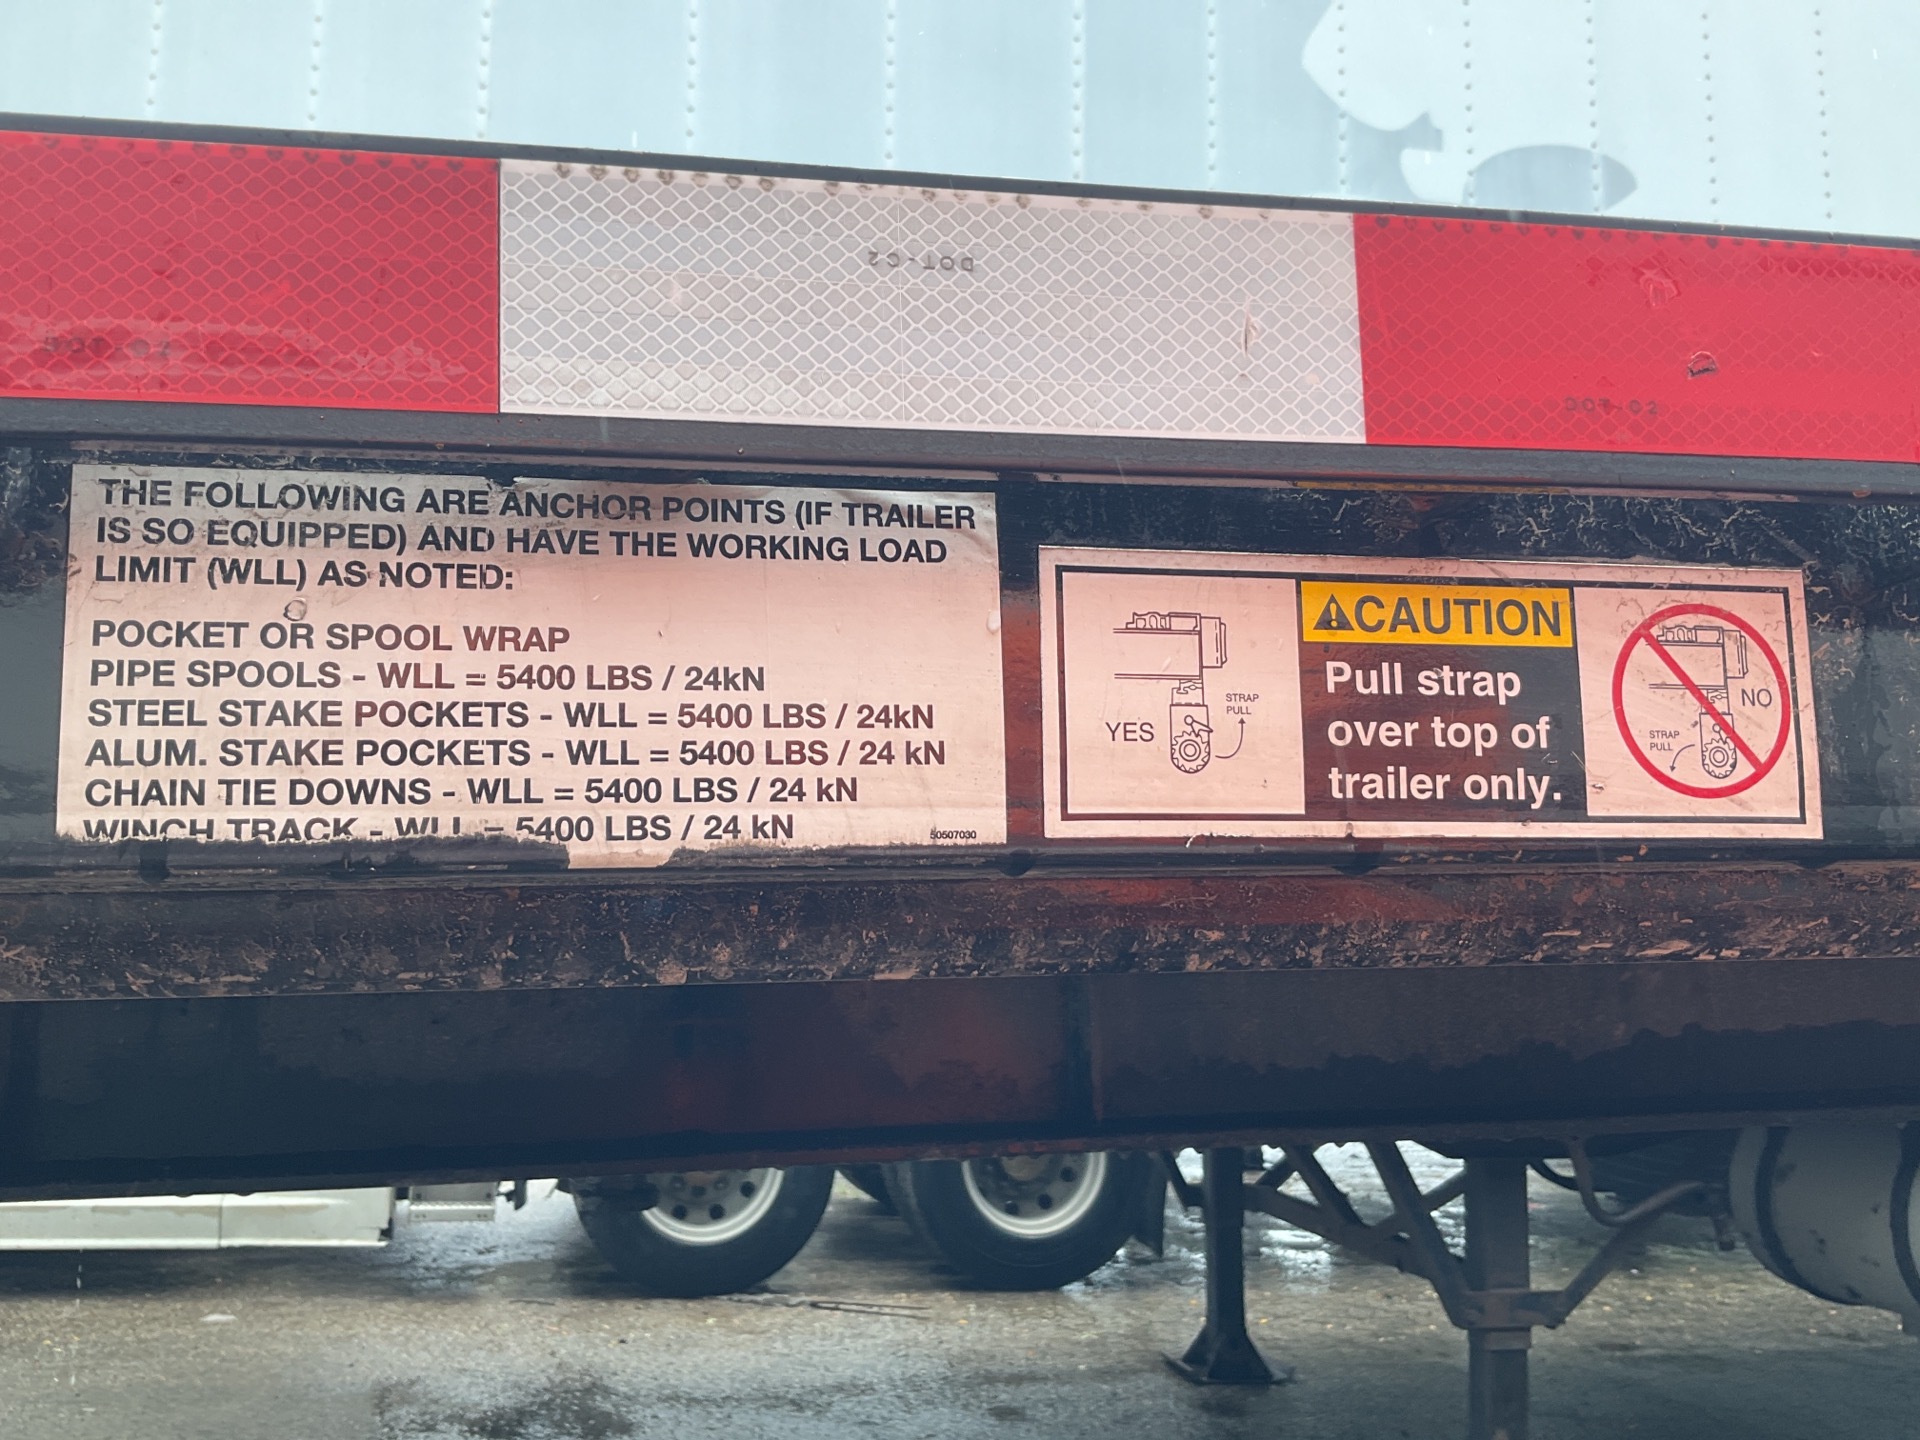 DOT-C2
DOT-C2
DOT-C2
THE FOLLOWING ARE ANCHOR POINTS (IF TRAILER
IS SO EQUIPPED) AND HAVE THE WORKING LOAD
LIMIT (WLL) AS NOTED:
POCKET OR SPOOL WRAP
PIPE SPOOLS - WLL = 5400 LBS / 24kN
STEEL STAKE POCKETS - WLL = 5400 LBS / 24kN
ALUM. STAKE POCKETS - WLL = 5400 LBS / 24 kN
CHAIN TIE DOWNS - WLL = 5400 LBS / 24 kN
WINCH TRACK - WLL = 5400 LBS / 24 kN
50507030
YES
STRAP
PULL
CAUTION
Pull strap
over top of
trailer only.
NO
STRAP
PULL